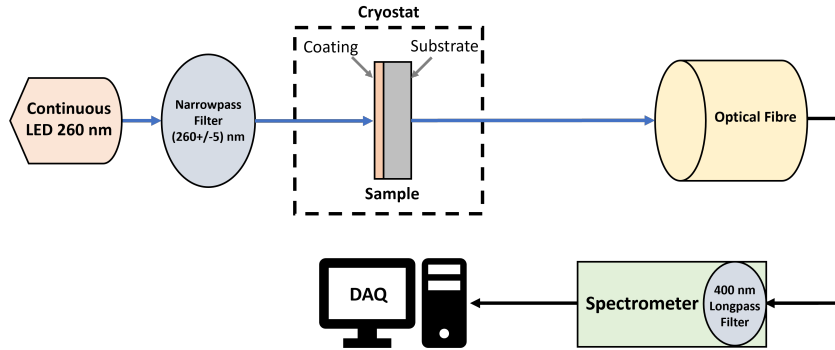 Cryostat
Coating
Substrate
Continuous
LED 260 nm
Narrowpass
Filter
(260+/-5) nm
Sample
Optical Fibre
DAQ
Spectrometer
400 nm
Longpass
Filter